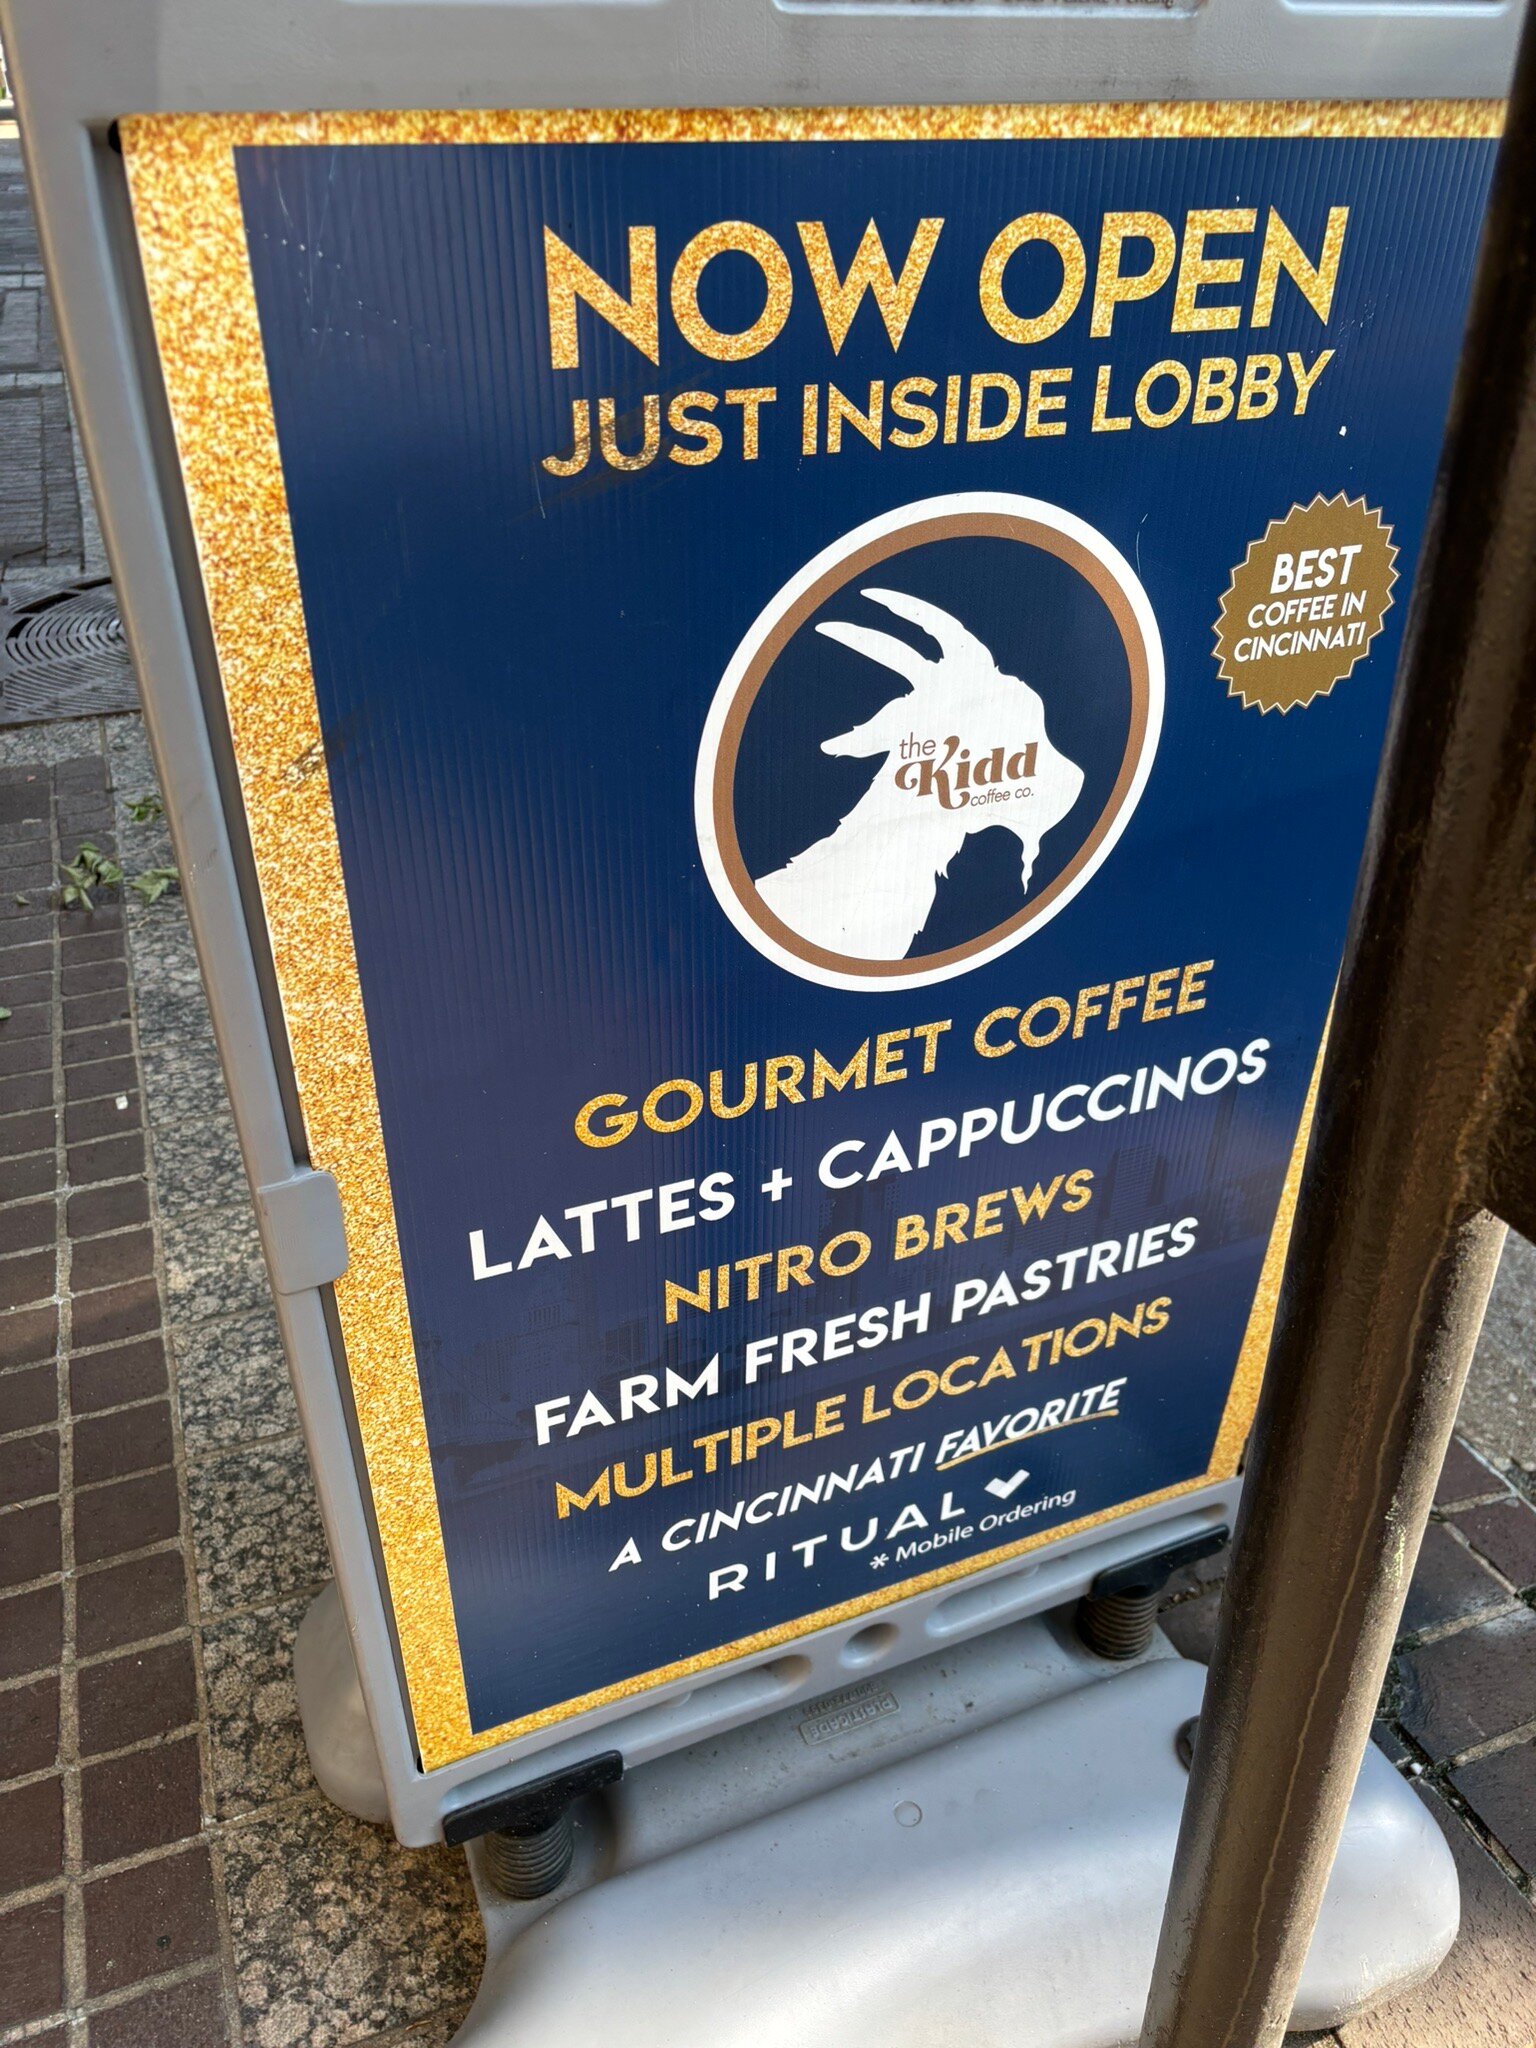 NOW OPEN
JUST INSIDE LOBBY
BEST
COFFEE IN
CINCINNATI
the
Kidd
coffee co.
GOURMET COFFEE
LATTES + CAPPUCCINOS
NITRO BREWS
FARM FRESH PASTRIES
MULTIPLE LOCATIONS
A CINCINNATI FAVORITE
RITUAL
* Mobile Ordering
PLASTICADE